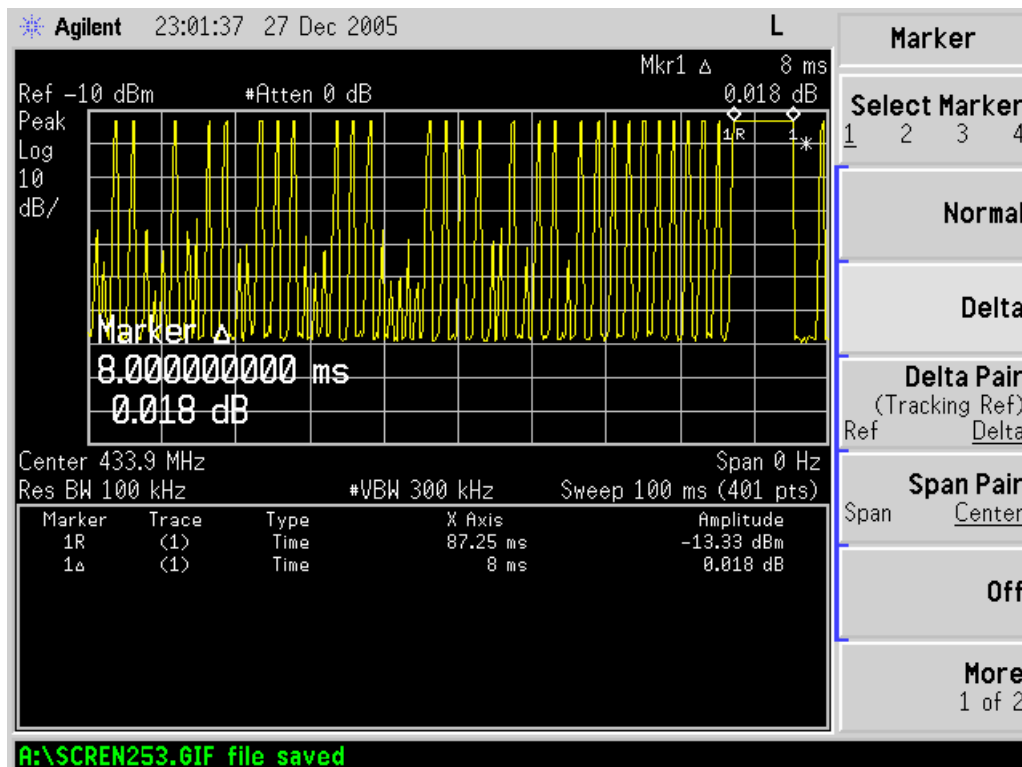 Agilent 23:01:37 27 Dec 2005 L
Mkr1 Δ 8 ms
Ref -10 dBm #Atten 0 dB 0.018 dB
Peak
Log
10
dB/
1R 1
*
Marker Δ
8.000000000 ms
0.018 dB
Center 433.9 MHz Span 0 Hz
Res BW 100 kHz #VBW 300 kHz Sweep 100 ms (401 pts)
Marker Trace Type X Axis Amplitude
1R (1) Time 87.25 ms -13.33 dBm
1Δ (1) Time 8 ms 0.018 dB
A:\SCREN253.GIF file saved
Marker
Select Marker
1 2 3 4
Normal
Delta
Delta Pair
(Tracking Ref)
Ref Delta
Span Pair
Span Center
Off
More
1 of 2